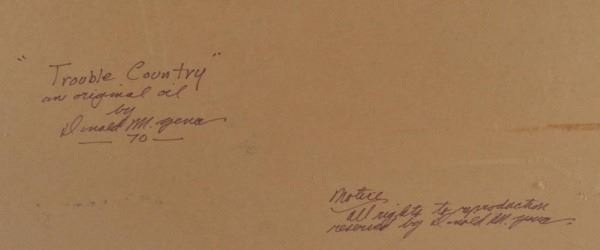 "Trouble Country"
an original oil
by
Donald M. Yena
— 70 —
Notice
All rights to reproduction
reserved by Donald M. Yena